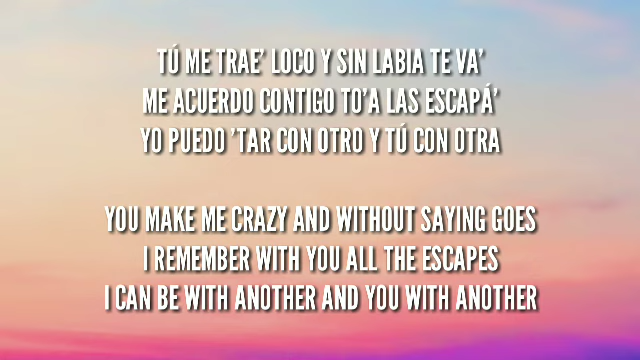 TÚ ME TRAE' LOCO Y SIN LABIA TE VA'
ME ACUERDO CONTIGO TO'A LAS ESCAPÁ'
YO PUEDO 'TAR CON OTRO Y TÚ CON OTRA
YOU MAKE ME CRAZY AND WITHOUT SAYING GOES
I REMEMBER WITH YOU ALL THE ESCAPES
I CAN BE WITH ANOTHER AND YOU WITH ANOTHER